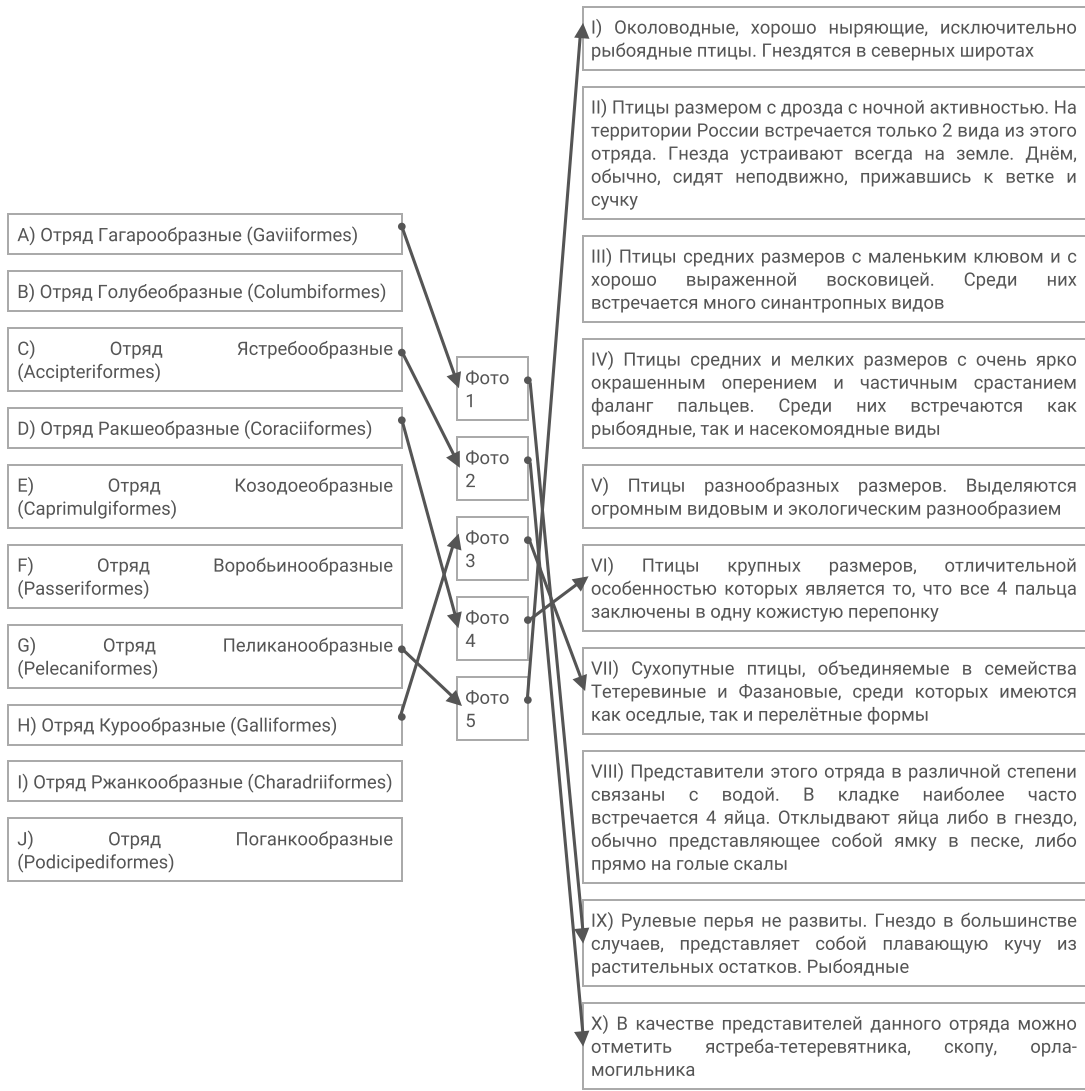 A) Отряд Гагарообразные (Gaviiformes)
B) Отряд Голубеобразные (Columbiformes)
C) Отряд Ястребообразные
(Accipteriformes)
D) Отряд Ракшеобразные (Coraciiformes)
E) Отряд Козодоеобразные
(Caprimulgiformes)
F) Отряд Воробьинообразные
(Passeriformes)
G) Отряд Пеликанообразные
(Pelecaniformes)
H) Отряд Курообразные (Galliformes)
I) Отряд Ржанкообразные (Charadriiformes)
J) Отряд Поганкообразные
(Podicipediformes)
Фото
1
Фото
2
Фото
3
Фото
4
Фото
5
I) Околоводные, хорошо ныряющие, исключительно
рыбоядные птицы. Гнездятся в северных широтах
II) Птицы размером с дрозда с ночной активностью. На
территории России встречается только 2 вида из этого
отряда. Гнезда устраивают всегда на земле. Днём,
обычно, сидят неподвижно, прижавшись к ветке и
сучку
III) Птицы средних размеров с маленьким клювом и с
хорошо выраженной восковицей. Среди них
встречается много синантропных видов
IV) Птицы средних и мелких размеров с очень ярко
окрашенным оперением и частичным срастанием
фаланг пальцев. Среди них встречаются как
рыбоядные, так и насекомоядные виды
V) Птицы разнообразных размеров. Выделяются
огромным видовым и экологическим разнообразием
VI) Птицы крупных размеров, отличительной
особенностью которых является то, что все 4 пальца
заключены в одну кожистую перепонку
VII) Сухопутные птицы, объединяемые в семейства
Тетеревиные и Фазановые, среди которых имеются
как оседлые, так и перелётные формы
VIII) Представители этого отряда в различной степени
связаны с водой. В кладке наиболее часто
встречается 4 яйца. Отклыдвают яйца либо в гнездо,
обычно представляющее собой ямку в песке, либо
прямо на голые скалы
IX) Рулевые перья не развиты. Гнездо в большинстве
случаев, представляет собой плавающую кучу из
растительных остатков. Рыбоядные
X) В качестве представителей данного отряда можно
отметить ястреба-тетеревятника, скопу, орла-
могильника